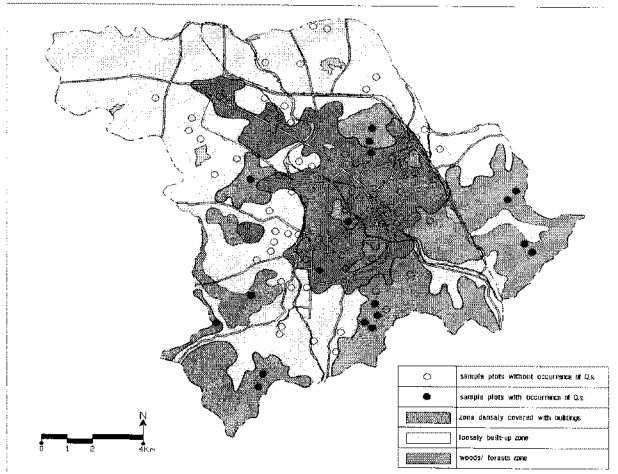 sample plots without occurrence of Q.s.
sample plots with occurrence of Q.s.
zone densely covered with buildings
loosely built-up zone
woods/ forests zone
N
0 1 2 4Km